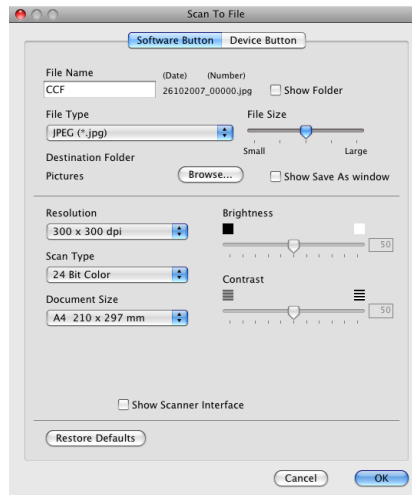 Scan To File
Software Button Device Button
File Name (Date) (Number)
CCF 26102007_00000.jpg Show Folder
File Type File Size
JPEG (*.jpg)
Small Large
Destination Folder
Pictures Browse... Show Save As window
Resolution Brightness
300 x 300 dpi 50
Scan Type
24 Bit Color Contrast
Document Size 50
A4 210 x 297 mm
Show Scanner Interface
Restore Defaults
Cancel OK